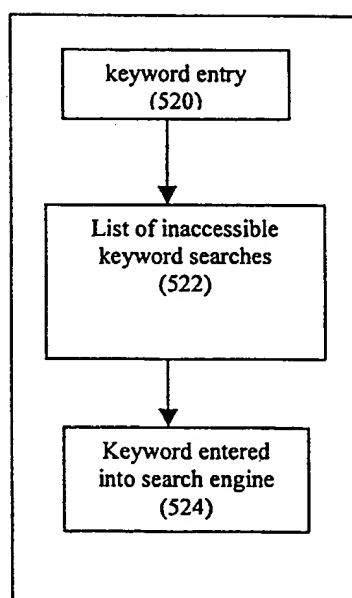 keyword entry
(520)
List of inaccessible
keyword searches
(522)
Keyword entered
into search engine
(524)